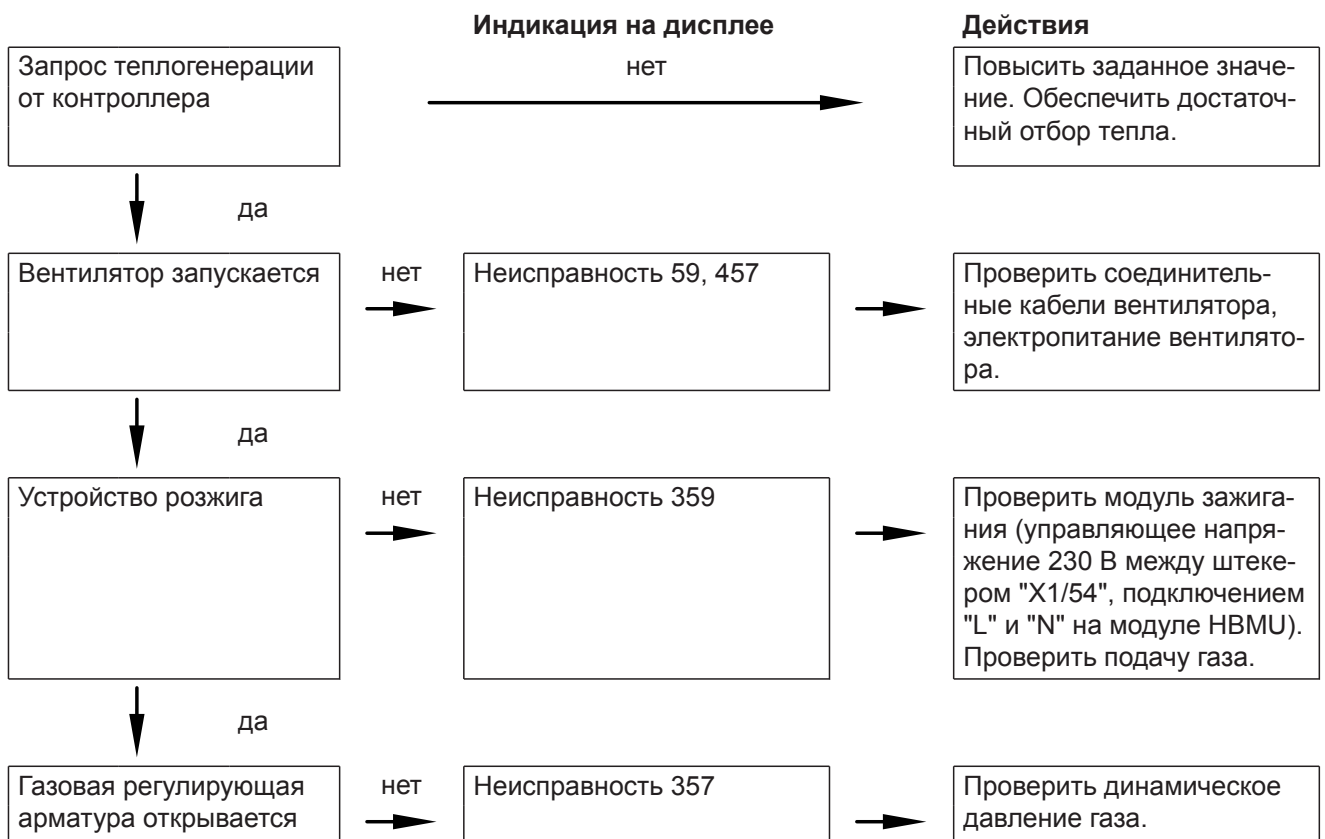 Индикация на дисплее
Действия
Запрос теплогенерации
от контроллера
нет
Повысить заданное значе-
ние. Обеспечить достаточ-
ный отбор тепла.
да
Вентилятор запускается
нет
Неисправность 59, 457
Проверить соединитель-
ные кабели вентилятора,
электропитание вентилято-
ра.
да
Устройство розжига
нет
Неисправность 359
Проверить модуль зажига-
ния (управляющее напря-
жение 230 В между штеке-
ром "X1/54", подключением
"L" и "N" на модуле HBMU).
Проверить подачу газа.
да
Газовая регулирующая
арматура открывается
нет
Неисправность 357
Проверить динамическое
давление газа.